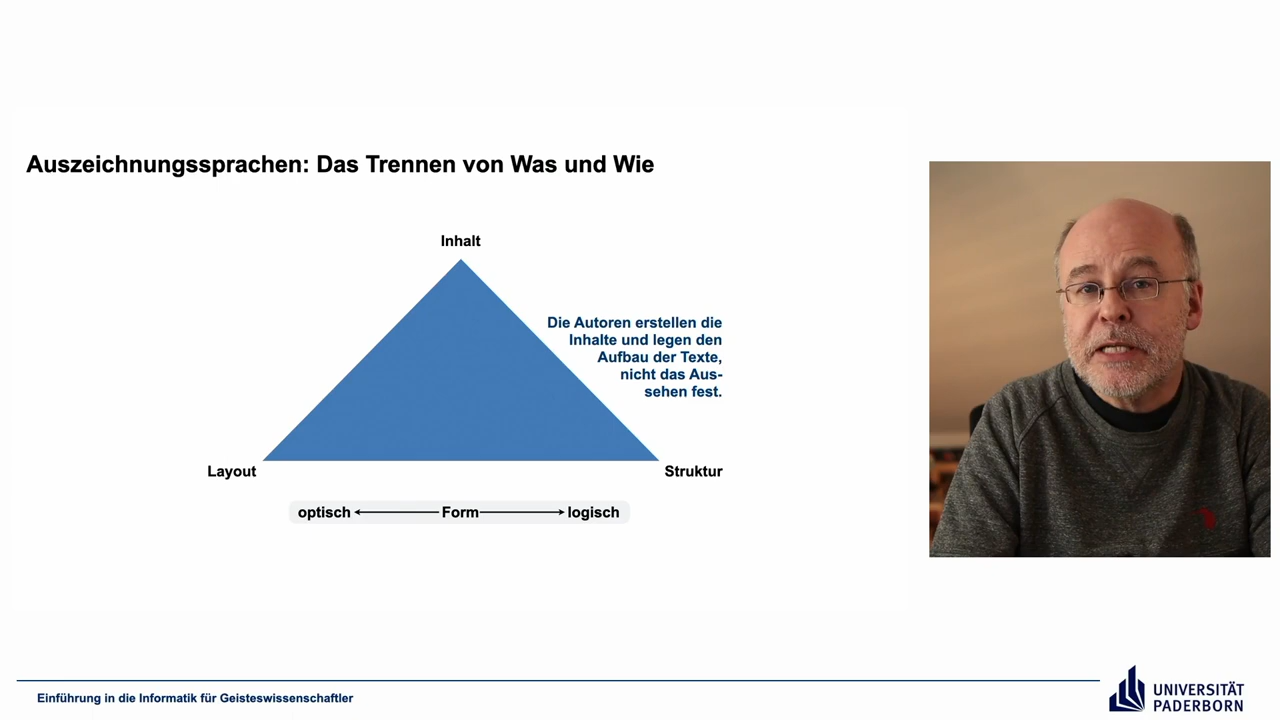 Auszeichnungssprachen: Das Trennen von Was und Wie
Inhalt
Die Autoren erstellen die
Inhalte und legen den
Aufbau der Texte,
nicht das Aus-
sehen fest.
Layout
Struktur
optisch Form logisch
Einführung in die Informatik für Geisteswissenschaftler
UNIVERSITÄT
PADERBORN